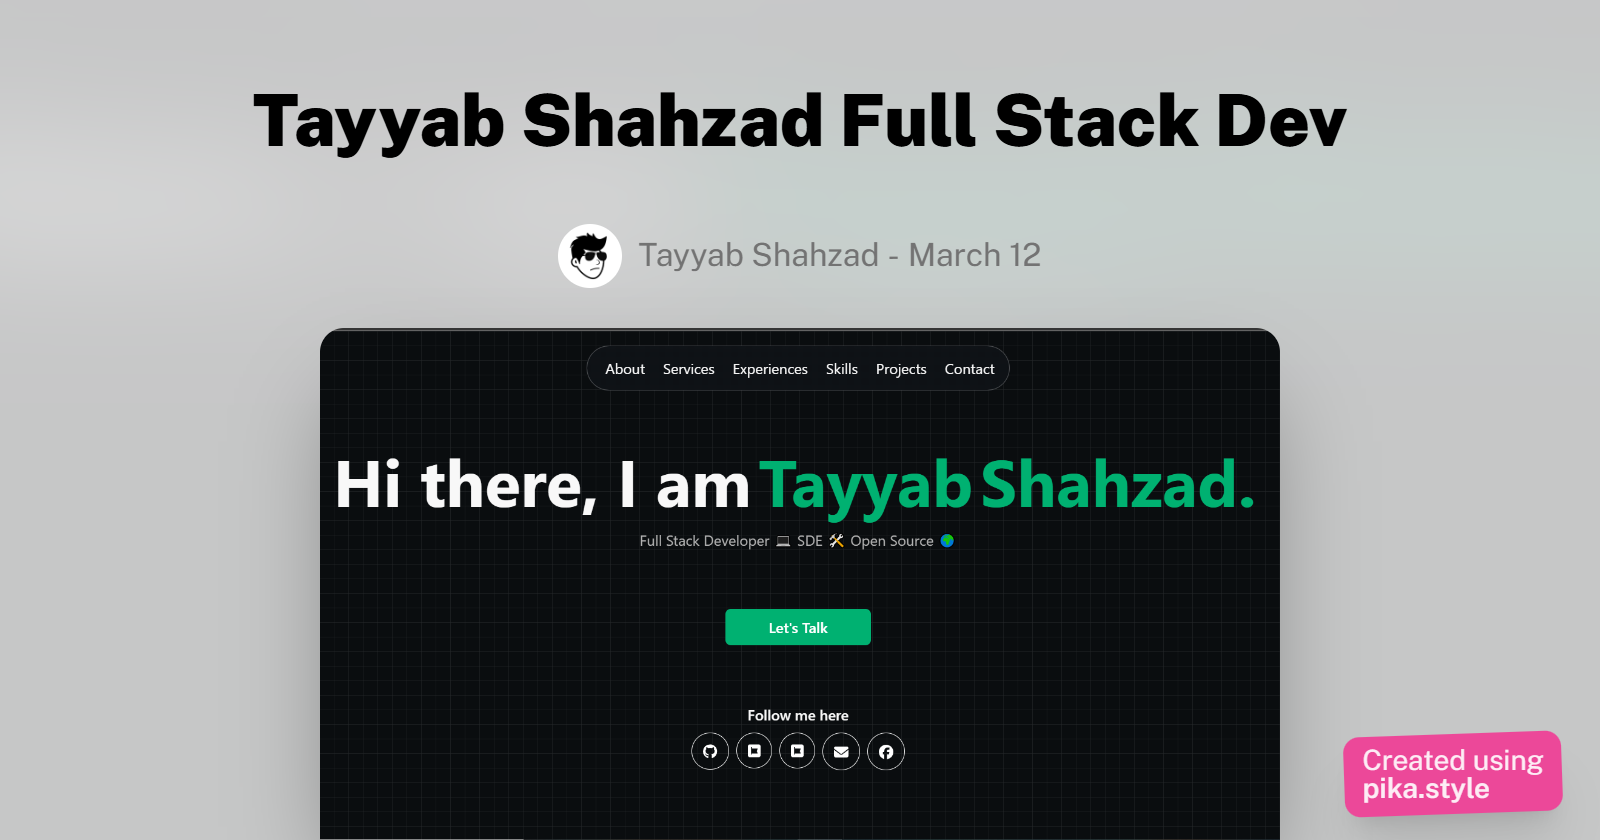 Tayyab Shahzad Full Stack Dev
Tayyab Shahzad - March 12
About Services Experiences Skills Projects Contact
Hi there, I am Tayyab Shahzad.
Full Stack Developer 💻 SDE 🛠️ Open Source 🌍
Let's Talk
Follow me here
Created using
pika.style